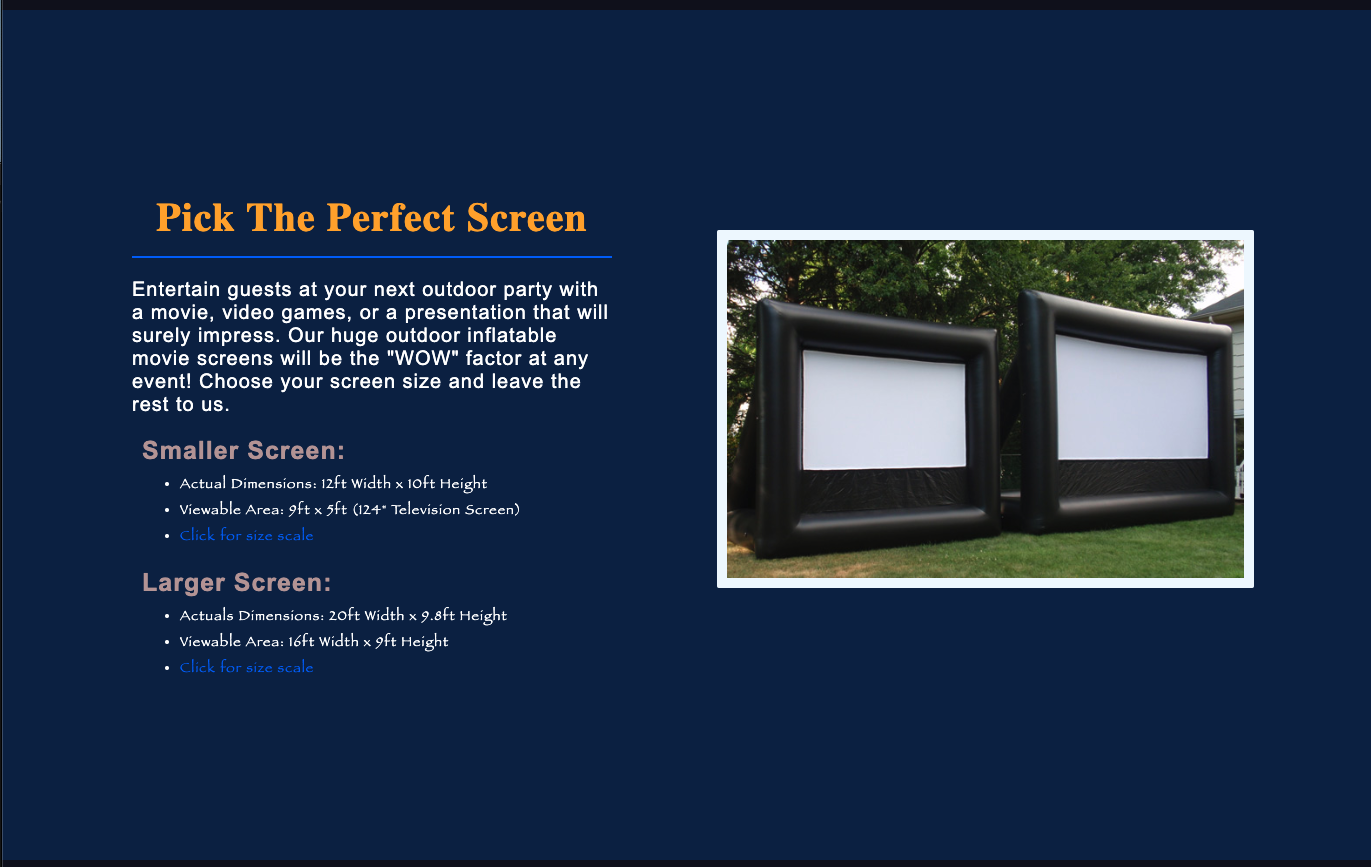 Pick The Perfect Screen
Entertain guests at your next outdoor party with
a movie, video games, or a presentation that will
surely impress. Our huge outdoor inflatable
movie screens will be the "WOW" factor at any
event! Choose your screen size and leave the
rest to us.
Smaller Screen:
• Actual Dimensions: 12ft Width x 10ft Height
• Viewable Area: 9ft x 5ft (124" Television Screen)
• Click for size scale
Larger Screen:
• Actuals Dimensions: 20ft Width x 9.8ft Height
• Viewable Area: 16ft Width x 9ft Height
• Click for size scale